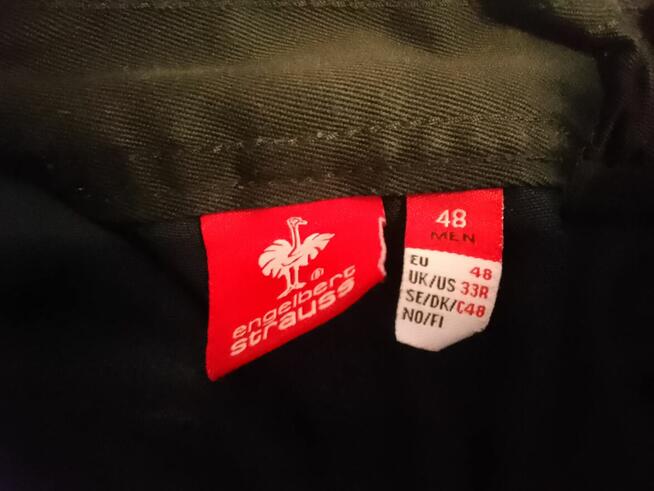 engelbert
strauss
48
MEN
EU 48
UK/US 33R
SE/DK/ C48
NO/FI